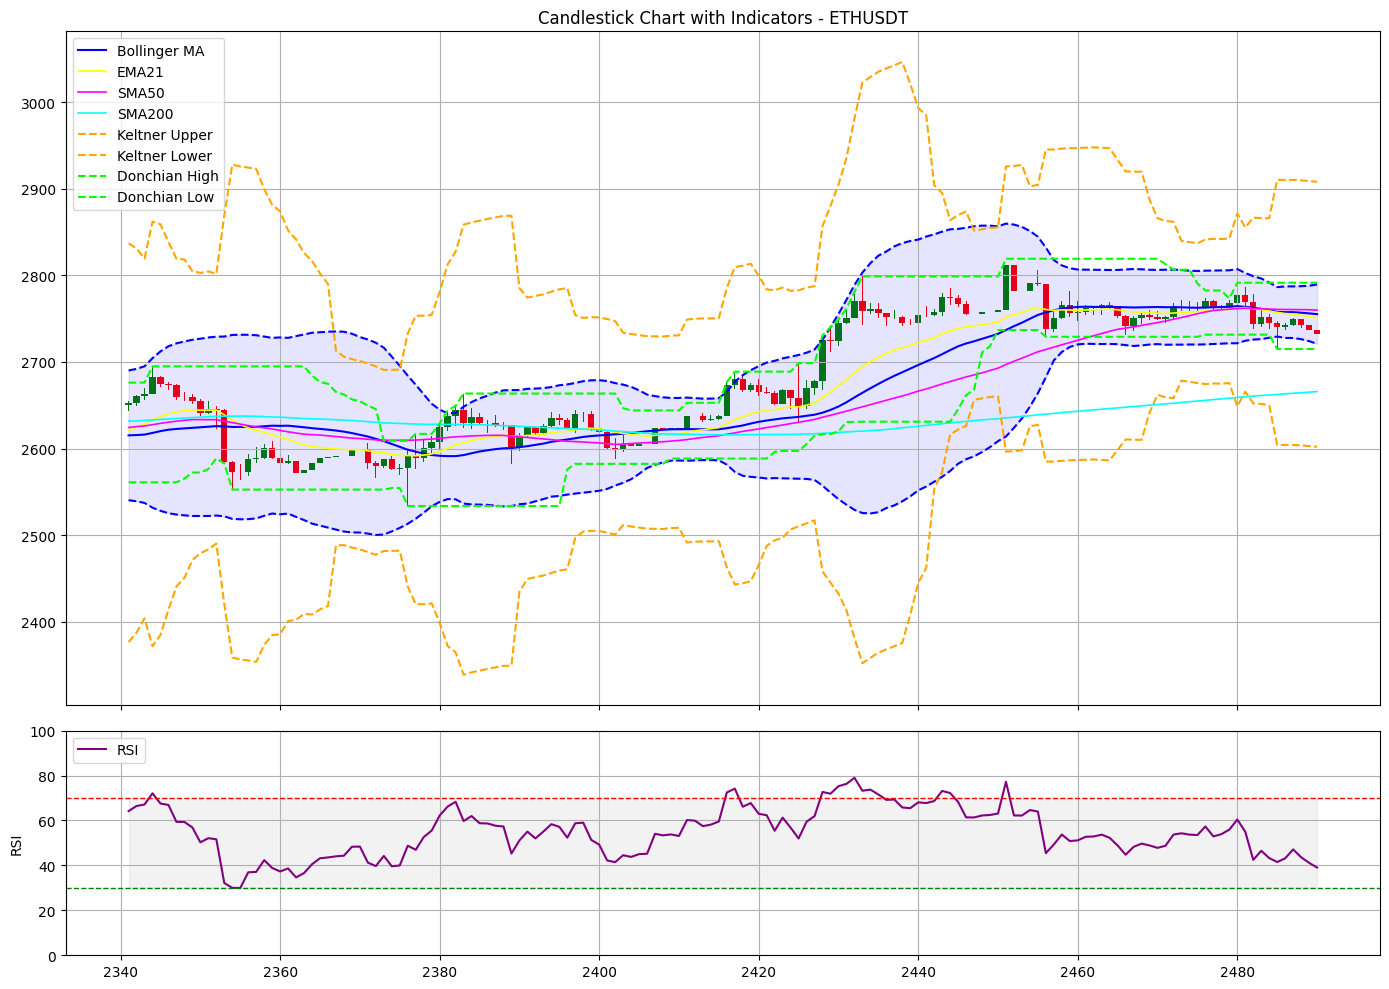 Candlestick Chart with Indicators - ETHUSDT
Bollinger MA
EMA21
SMA50
SMA200
Keltner Upper
Keltner Lower
Donchian High
Donchian Low
3000
2900
2800
2700
2600
2500
2400
RSI
100
80
60
40
20
0
RSI
2340 2360 2380 2400 2420 2440 2460 2480